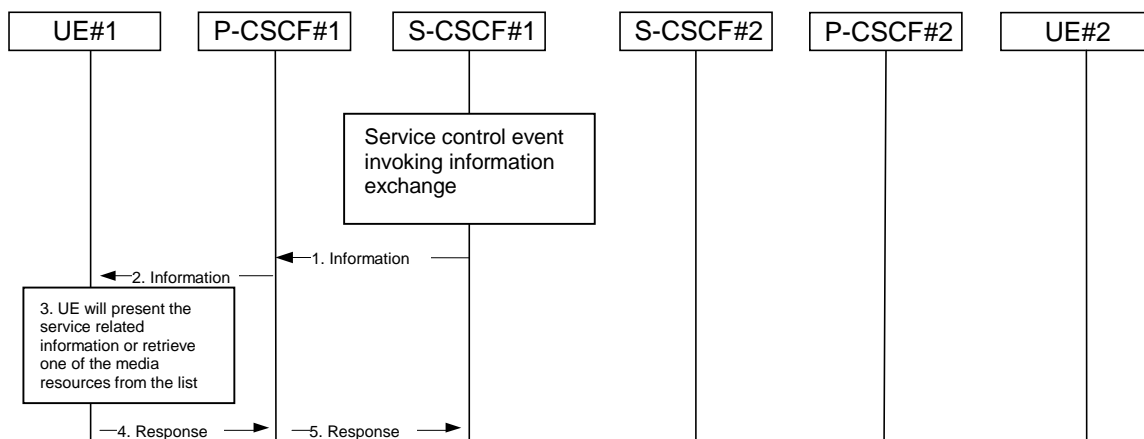 UE#1
P-CSCF#1
S-CSCF#1
S-CSCF#2
P-CSCF#2
UE#2
Service control event
invoking information
exchange
1. Information
2. Information
3. UE will present the
service related
information or retrieve
one of the media
resources from the list
4. Response
5. Response